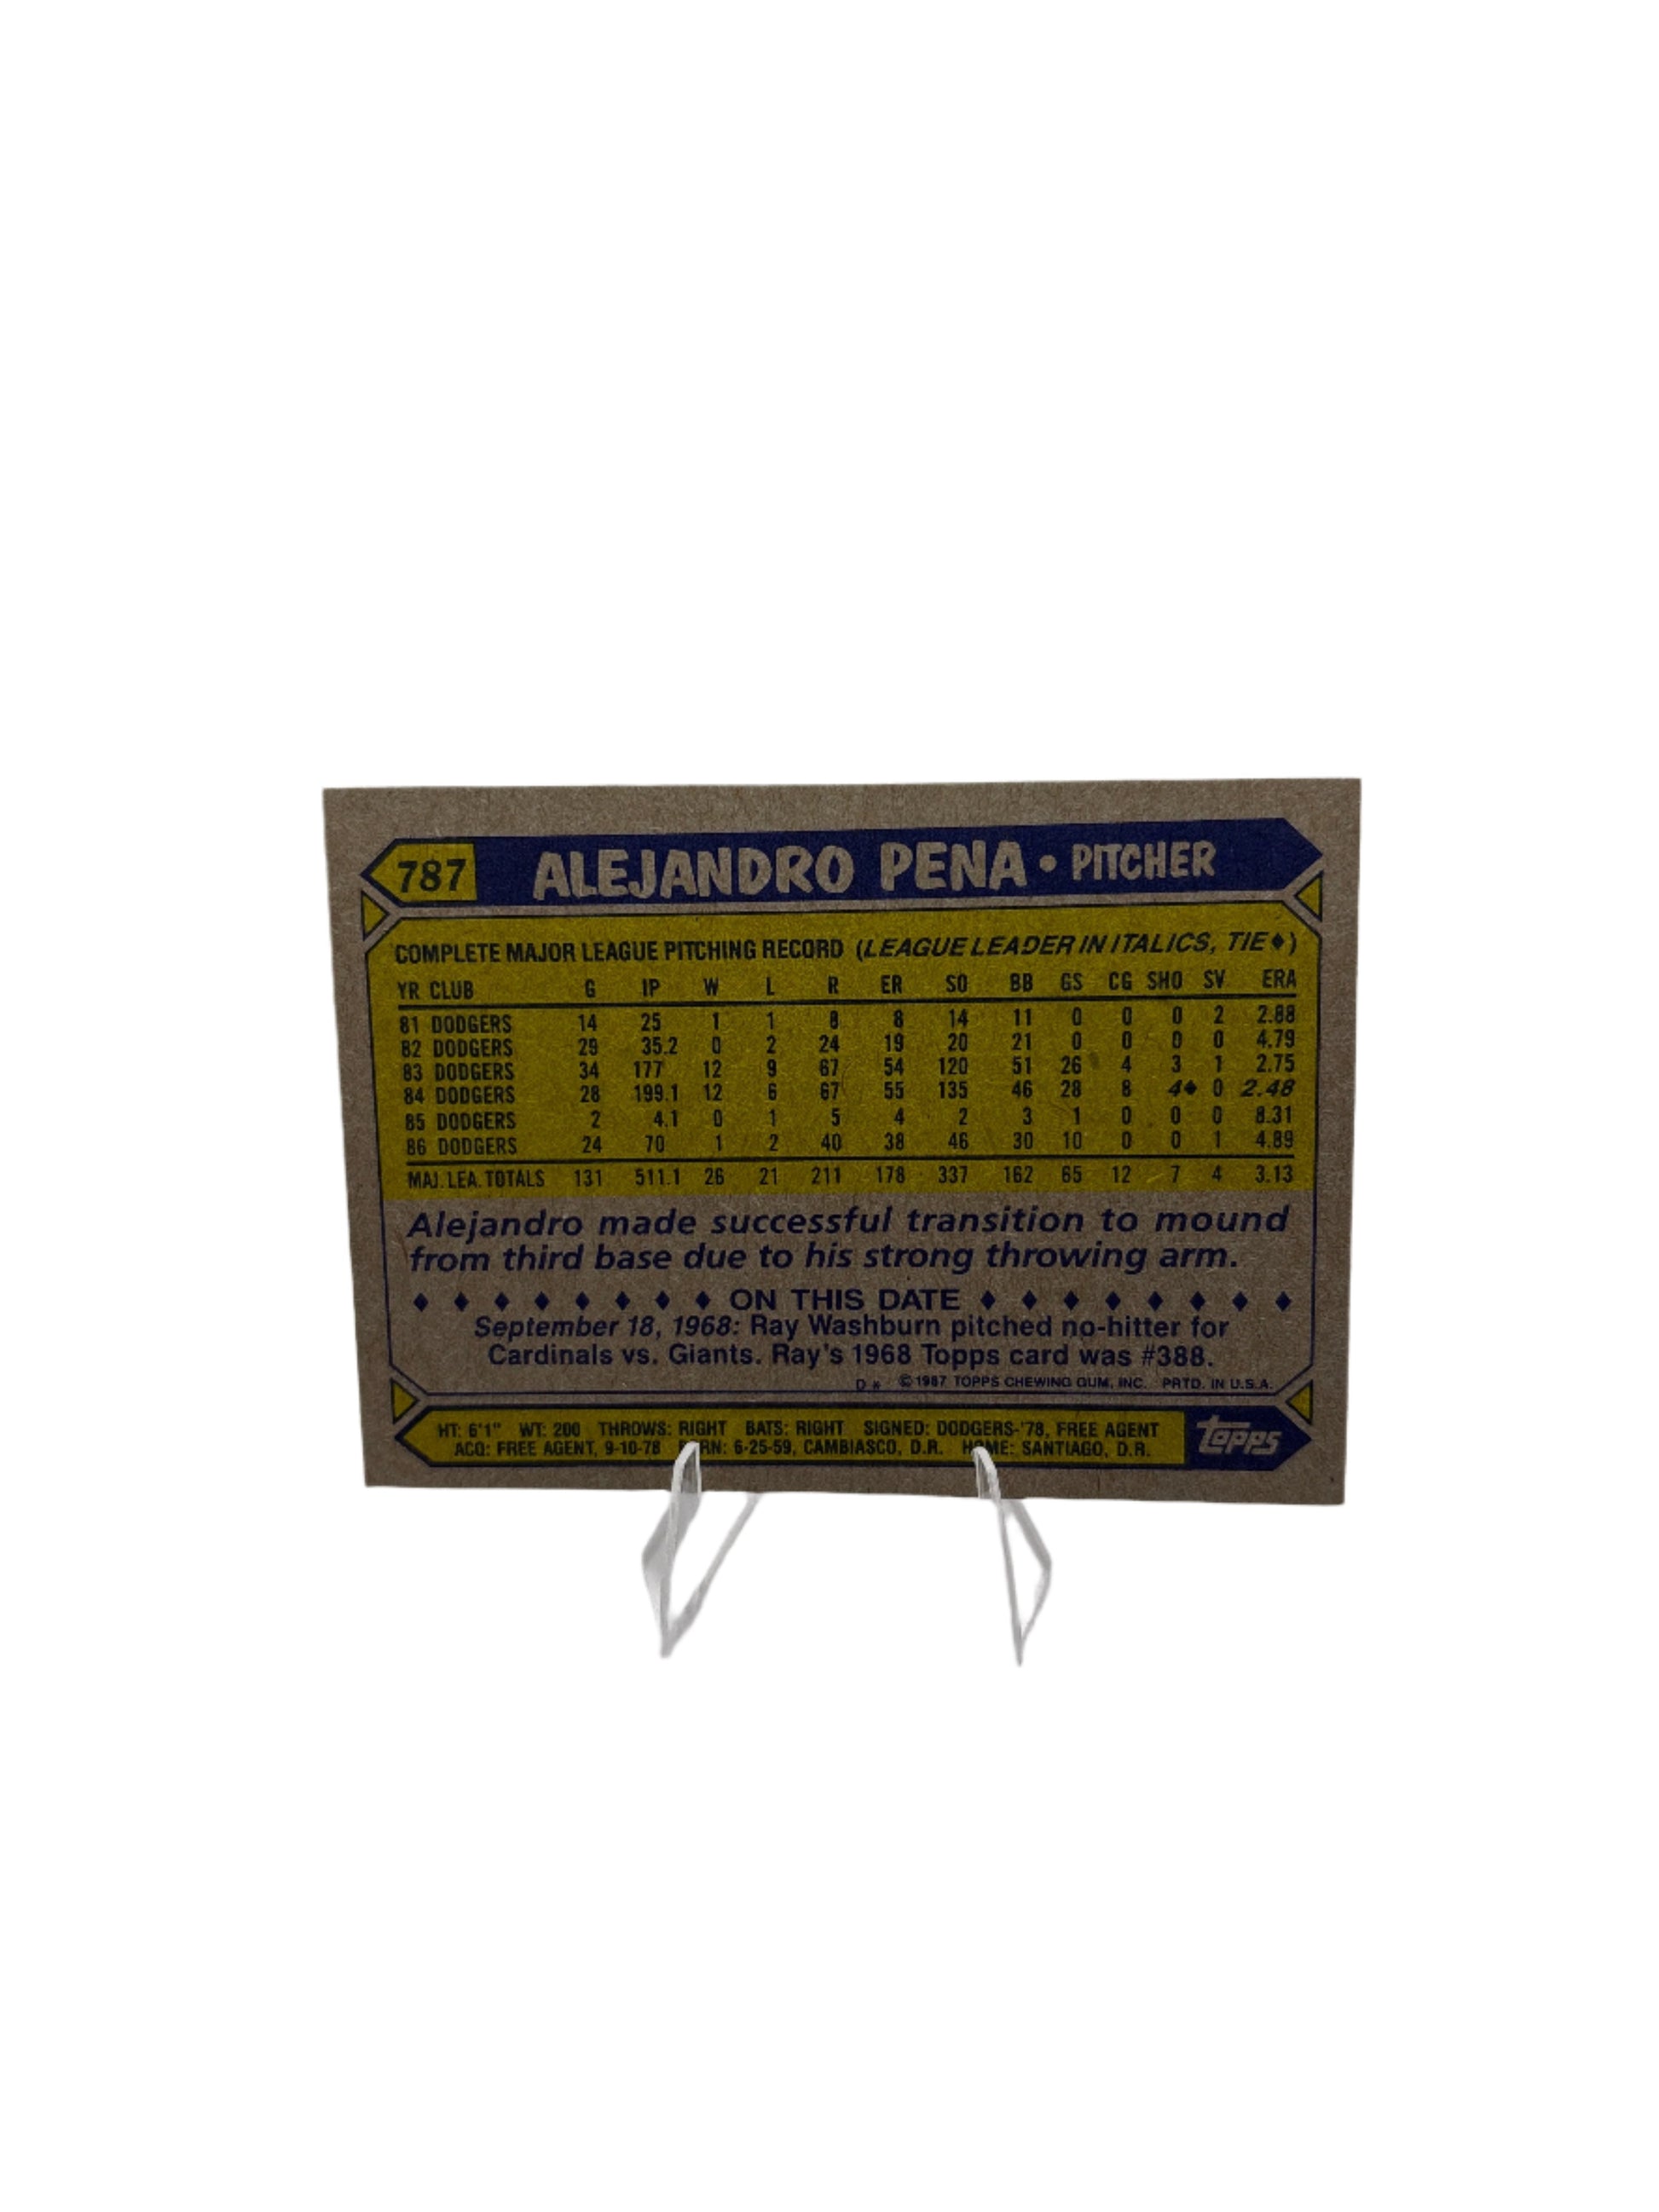 787 ALEJANDRO PENA • PITCHER
COMPLETE MAJOR LEAGUE PITCHING RECORD (LEAGUE LEADER IN ITALICS, TIE♦)
YR CLUB G IP W L R ER SO BB GS CG SHO SV ERA
81 DODGERS 14 25 1 1 8 8 14 11 0 0 0 2 2.88
82 DODGERS 29 35.2 0 2 24 19 20 21 0 0 0 0 4.79
83 DODGERS 34 177 12 9 67 54 120 51 26 4 3 1 2.75
84 DODGERS 28 199.1 12 6 67 55 135 46 28 8 4♦ 0 2.48
85 DODGERS 2 4.1 0 1 5 4 2 3 1 0 0 0 8.31
86 DODGERS 24 70 1 2 40 38 46 30 10 0 0 1 4.89
MAJ. LEA. TOTALS 131 511.1 26 21 211 178 337 162 65 12 7 4 3.13
Alejandro made successful transition to mound
from third base due to his strong throwing arm.
♦ ♦ ♦ ♦ ♦ ♦ ♦ ♦ ON THIS DATE ♦ ♦ ♦ ♦ ♦ ♦ ♦ ♦
September 18, 1968: Ray Washburn pitched no-hitter for
Cardinals vs. Giants. Ray's 1968 Topps card was #388.
D * © 1987 TOPPS CHEWING GUM, INC. PRTD. IN U.S.A.
HT: 6'1" WT: 200 THROWS: RIGHT BATS: RIGHT SIGNED: DODGERS-'78, FREE AGENT
ACQ: FREE AGENT, 9-10-78 RN: 6-25-59, CAMBIASCO, D.R. HOME: SANTIAGO, D.R.
topps